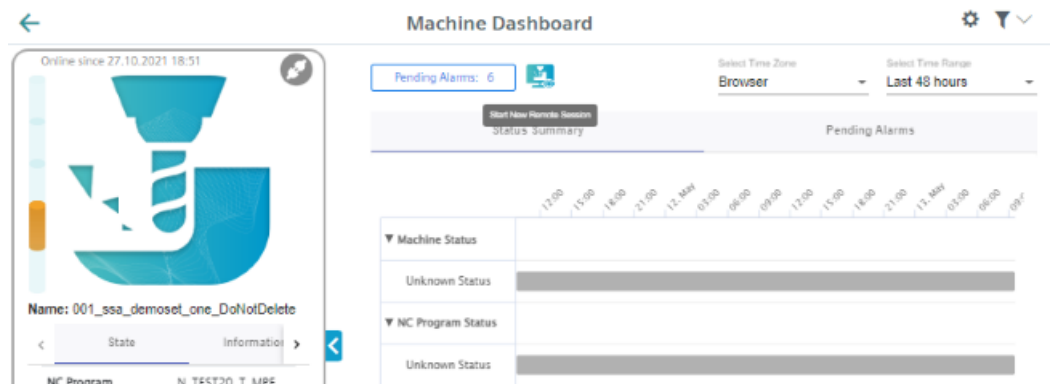 Machine Dashboard
Online since 27.10.2021 18:51
Name: 001_ssa_demoset_one_DoNotDelete
State
Information
NC Program
N_TEST20_T_MPF
Pending Alarms: 6
Start New Remote Session
Select Time Zone
Browser
Select Time Range
Last 48 hours
Status Summary
Pending Alarms
12:00
15:00
18:00
21:00
12. May
03:00
06:00
09:00
12:00
15:00
18:00
21:00
13. May
03:00
06:00
09:
Machine Status
Unknown Status
NC Program Status
Unknown Status